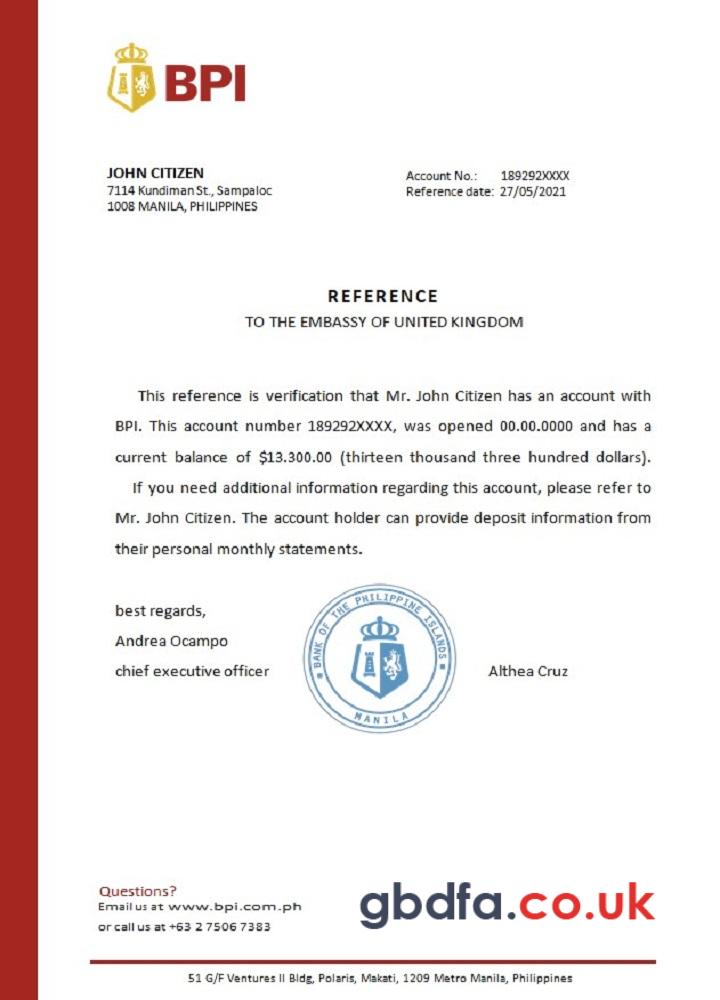 BPI
JOHN CITIZEN
7114 Kundiman St., Sampaloc
1008 MANILA, PHILIPPINES
Account No.: 189292XXXX
Reference date: 27/05/2021
REFERENCE
TO THE EMBASSY OF UNITED KINGDOM
This reference is verification that Mr. John Citizen has an account with
BPI. This account number 189292XXXX, was opened 00.00.0000 and has a
current balance of $13.300.00 (thirteen thousand three hundred dollars).
If you need additional information regarding this account, please refer to
Mr. John Citizen. The account holder can provide deposit information from
their personal monthly statements.
best regards,
Andrea Ocampo
chief executive officer
BANK OF THE PHILIPPINE ISLANDS
MANILA
Althea Cruz
Questions?
Email us at www.bpi.com.ph
or call us at +63 2 7506 7383
gbdfa.co.uk
51 G/F Ventures II Bldg, Polaris, Makati, 1209 Metro Manila, Philippines